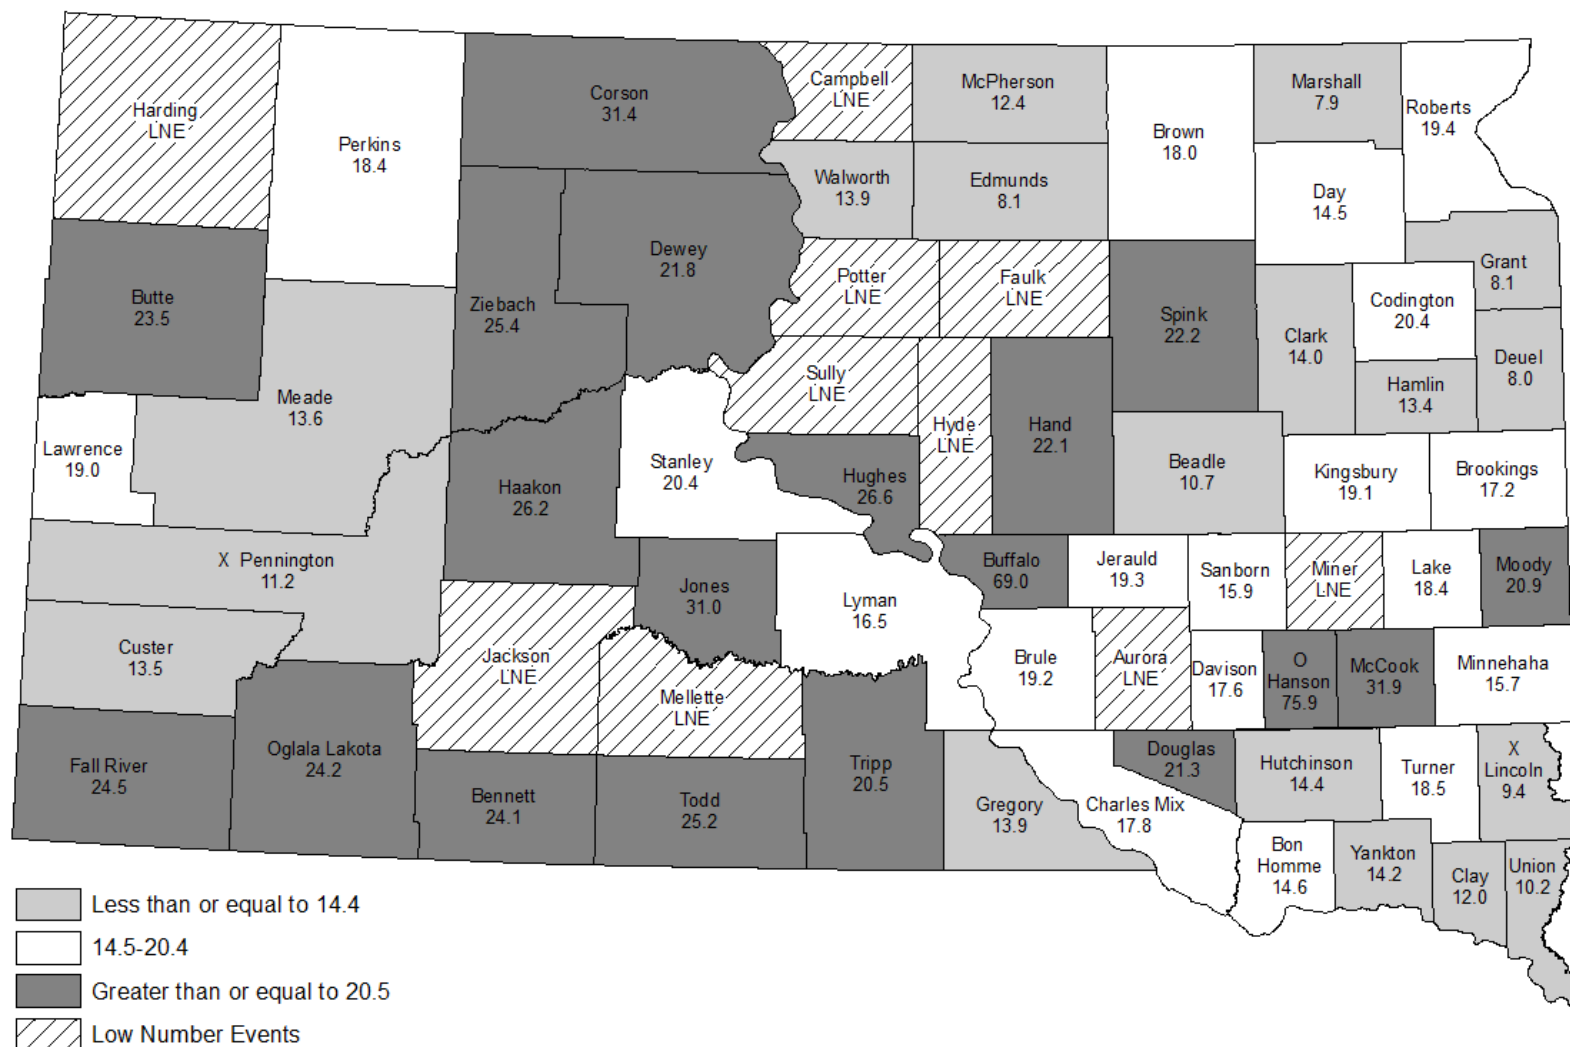 Harding
LNE
Perkins
18.4
Corson
31.4
Campbell
LNE
McPherson
12.4
Brown
18.0
Marshall
7.9
Roberts
19.4
Walworth
13.9
Edmunds
8.1
Day
14.5
Butte
23.5
Ziebach
25.4
Dewey
21.8
Potter
LNE
Faulk
LNE
Spink
22.2
Clark
14.0
Codington
20.4
Grant
8.1
Deuel
8.0
Hamlin
13.4
Meade
13.6
Sully
LNE
Hyde
LNE
Hand
22.1
Lawrence
19.0
Haakon
26.2
Stanley
20.4
Hughes
26.6
Beadle
10.7
Kingsbury
19.1
Brookings
17.2
X Pennington
11.2
Jones
31.0
Lyman
16.5
Buffalo
69.0
Jerauld
19.3
Sanborn
15.9
Miner
LNE
Lake
18.4
Moody
20.9
Custer
13.5
Jackson
LNE
Mellette
LNE
Brule
19.2
Aurora
LNE
Davison
17.6
O
Hanson
75.9
McCook
31.9
Minnehaha
15.7
Fall River
24.5
Oglala Lakota
24.2
Bennett
24.1
Todd
25.2
Tripp
20.5
Gregory
13.9
Charles Mix
17.8
Douglas
21.3
Hutchinson
14.4
Turner
18.5
X
Lincoln
9.4
Bon
Homme
14.6
Yankton
14.2
Clay
12.0
Union
10.2
Less than or equal to 14.4
14.5-20.4
Greater than or equal to 20.5
Low Number Events